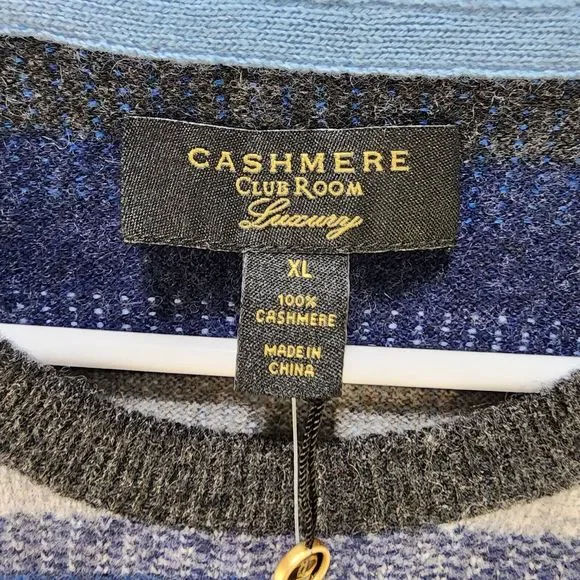 CASHMERE
CLUB ROOM
Luxury
XL
100%
CASHMERE
MADE IN
CHINA